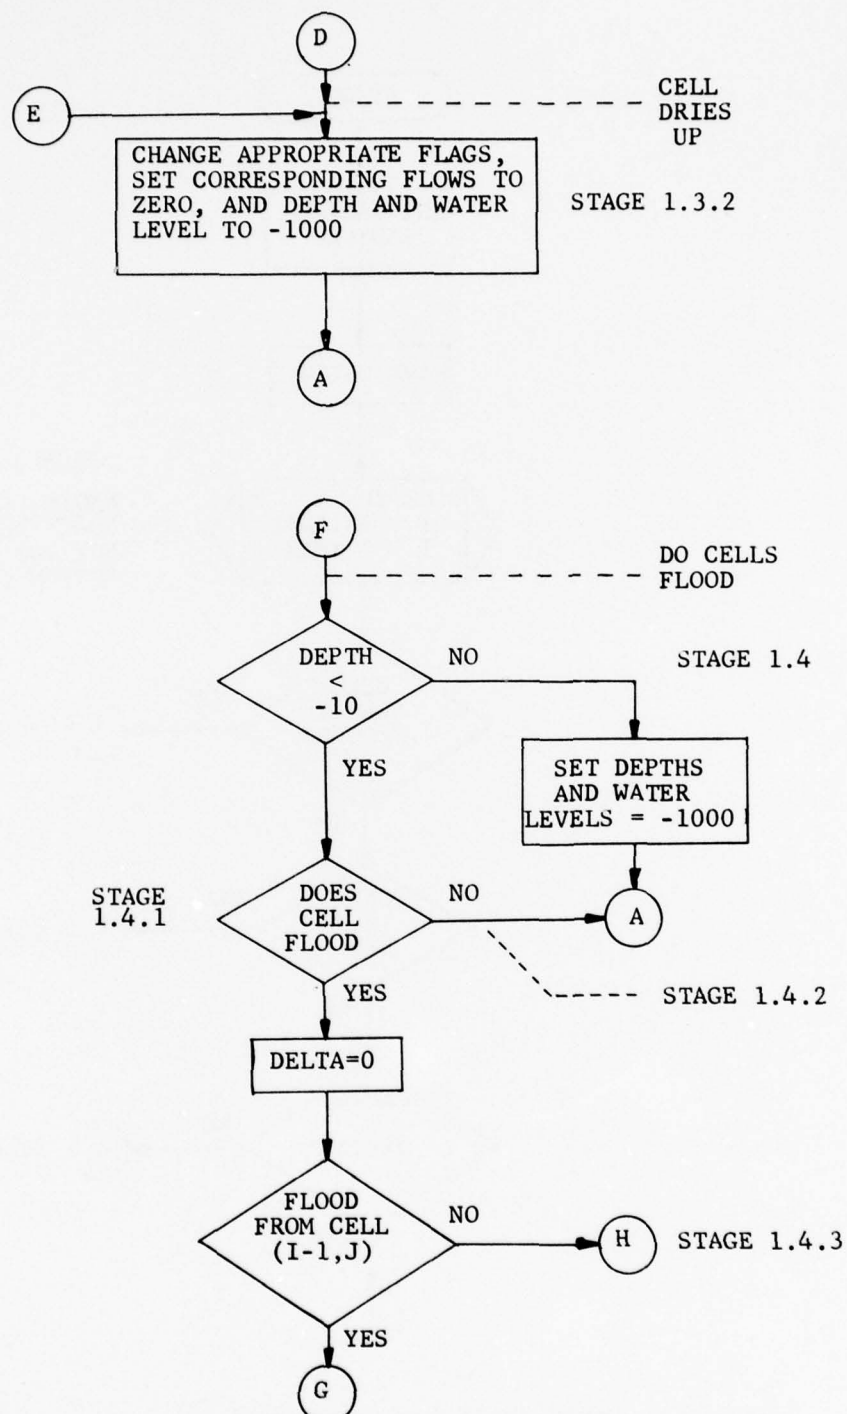 D
E
CELL
DRIES
UP
CHANGE APPROPRIATE FLAGS,
SET CORRESPONDING FLOWS TO
ZERO, AND DEPTH AND WATER
LEVEL TO -1000
STAGE 1.3.2
A
F
DO CELLS
FLOOD
DEPTH
<
-10
NO
STAGE 1.4
YES
SET DEPTHS
AND WATER
LEVELS = -1000
STAGE
1.4.1
DOES
CELL
FLOOD
NO
A
YES
STAGE 1.4.2
DELTA=0
FLOOD
FROM CELL
(I-1,J)
NO
H
STAGE 1.4.3
YES
G